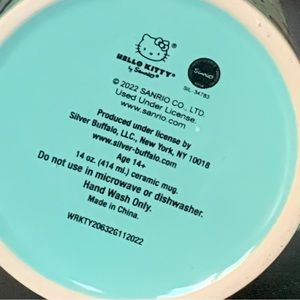 HELLO KITTY
by Sanrio
Sanrio
SIL-34783
© 2022 SANRIO CO., LTD.
Used Under License.
www.sanrio.com
Produced under license by
Silver Buffalo, LLC., New York, NY 10018
www.silver-buffalo.com
Age 14+
14 oz. (414 ml.) ceramic mug.
Do not use in microwave or dishwasher.
Hand Wash Only.
Made in China.
WRKTY20632G112022